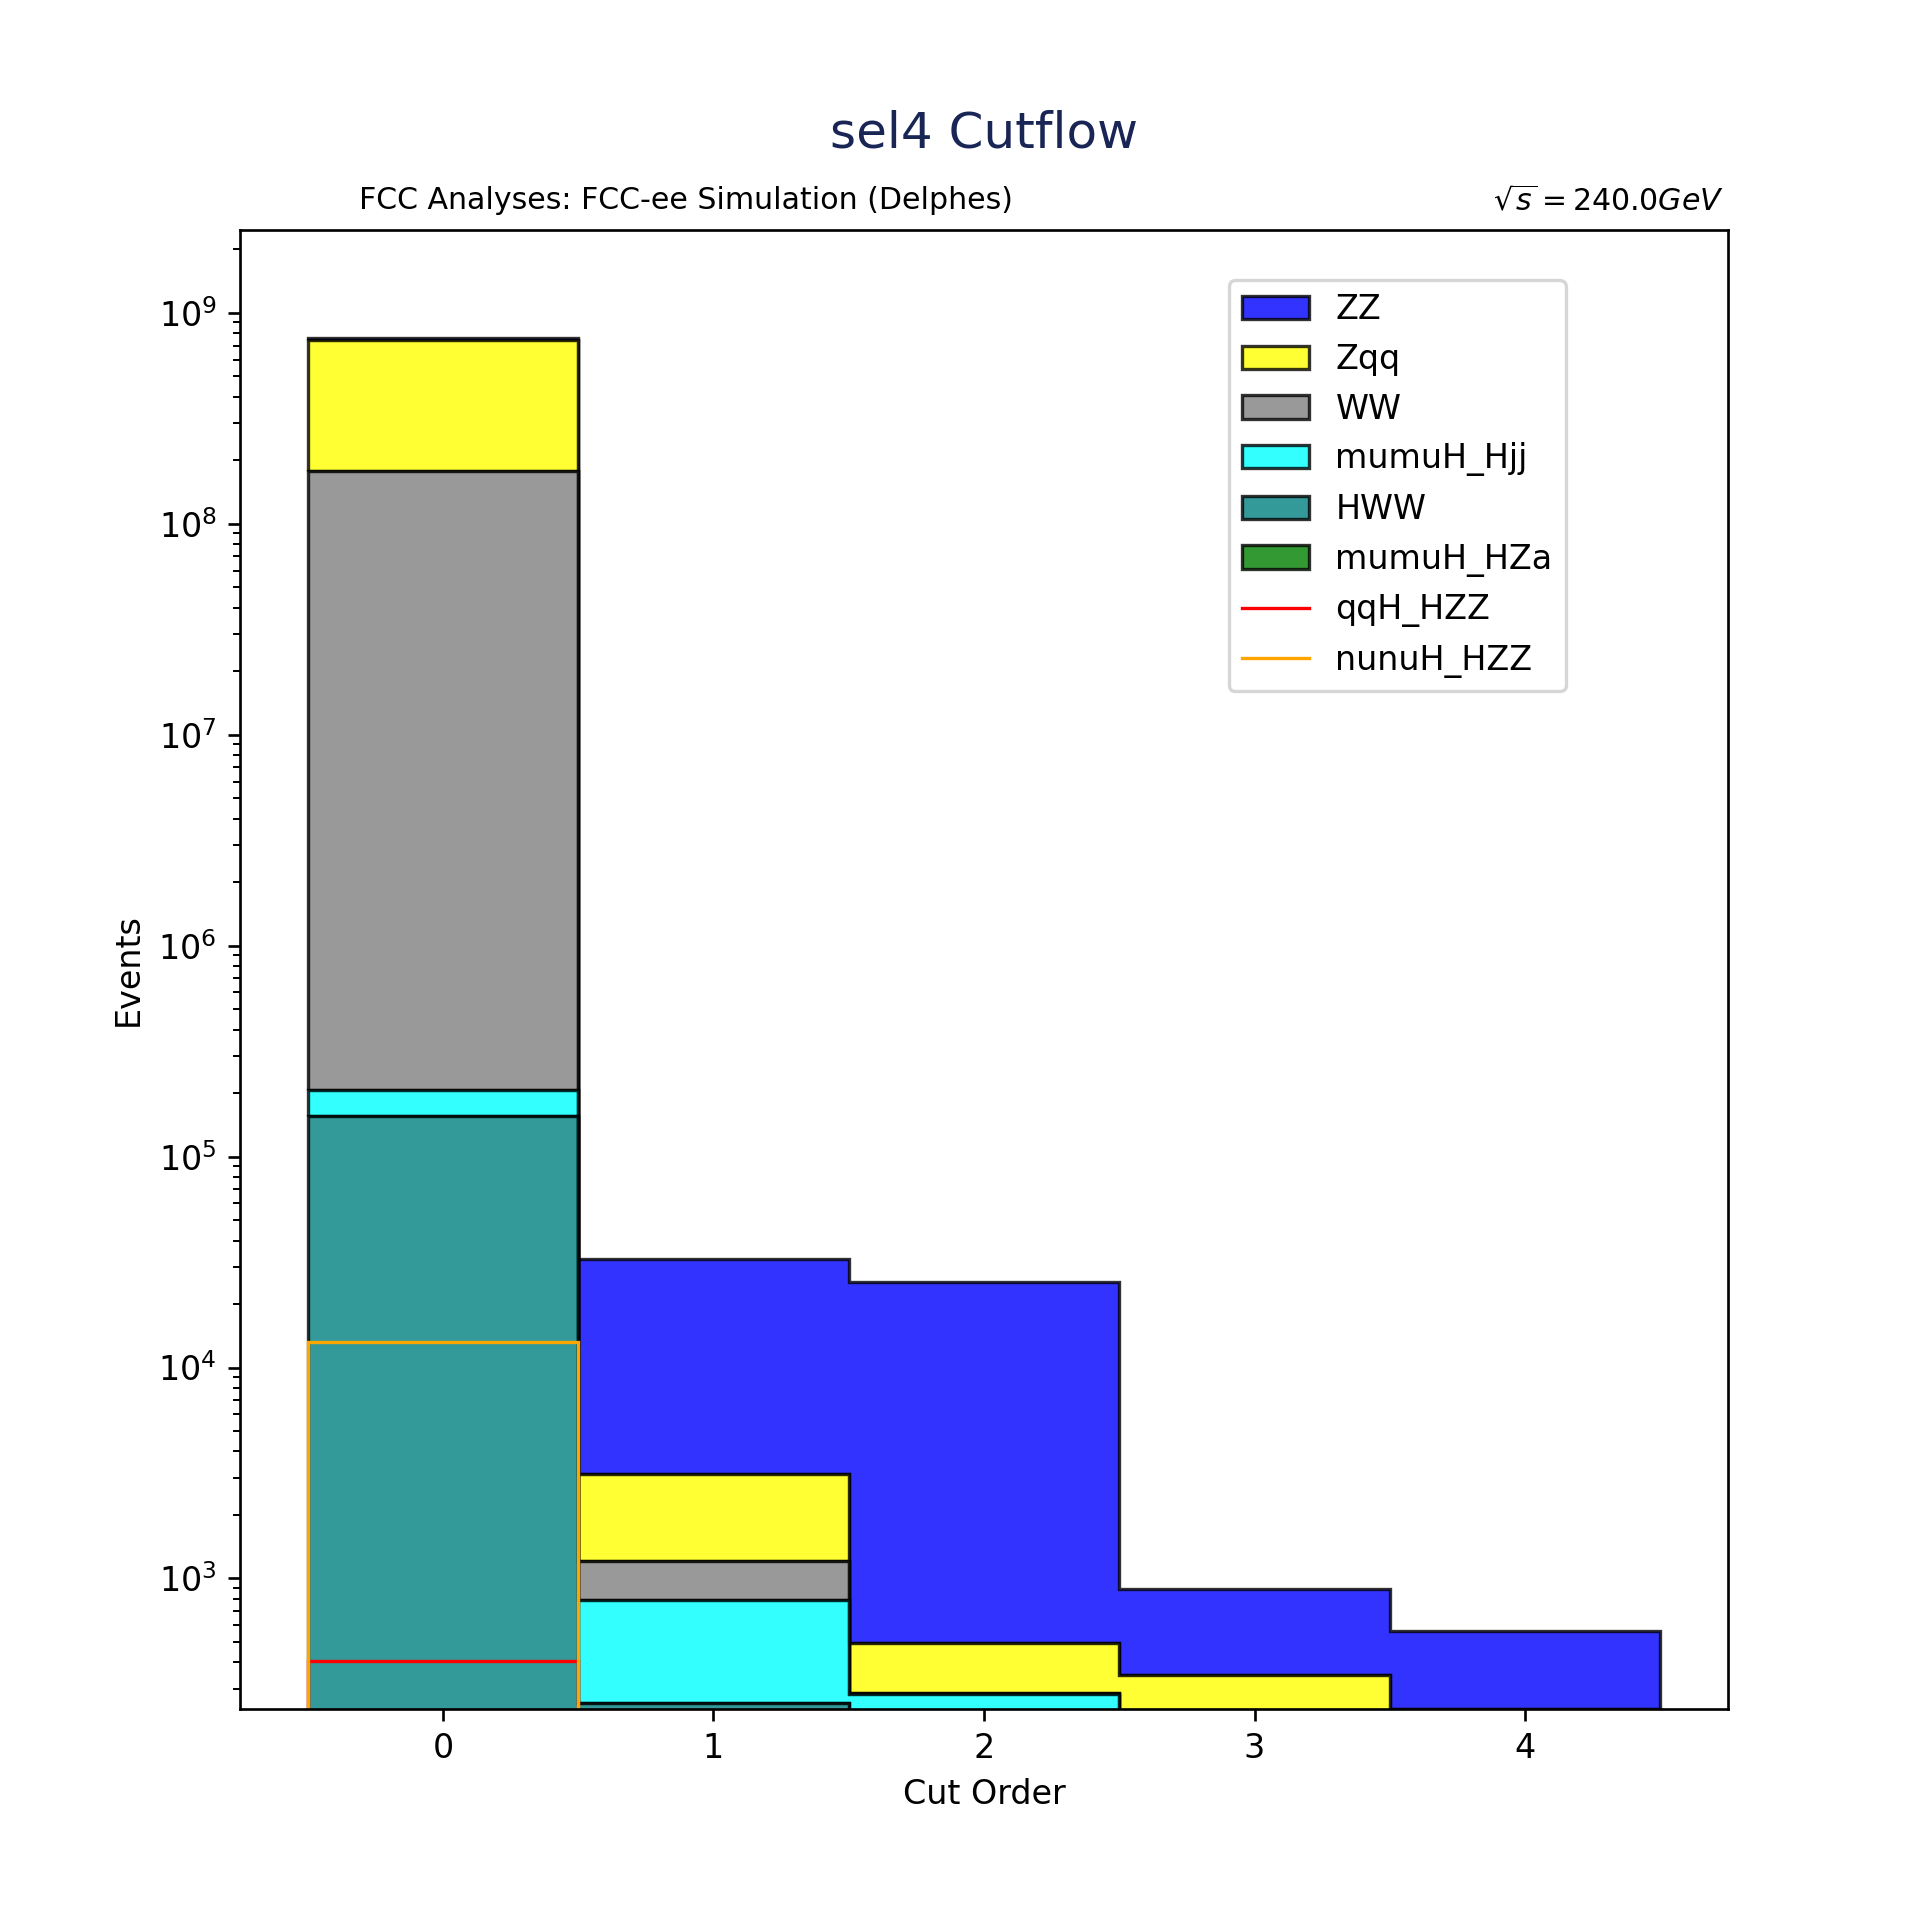 sel4 Cutflow
FCC Analyses: FCC-ee Simulation (Delphes)
√s = 240.0GeV
10⁹
10⁸
10⁷
10⁶
10⁵
10⁴
10³
Events
ZZ
Zqq
WW
mumuH_Hjj
HWW
mumuH_HZa
qqH_HZZ
nunuH_HZZ
0 1 2 3 4
Cut Order